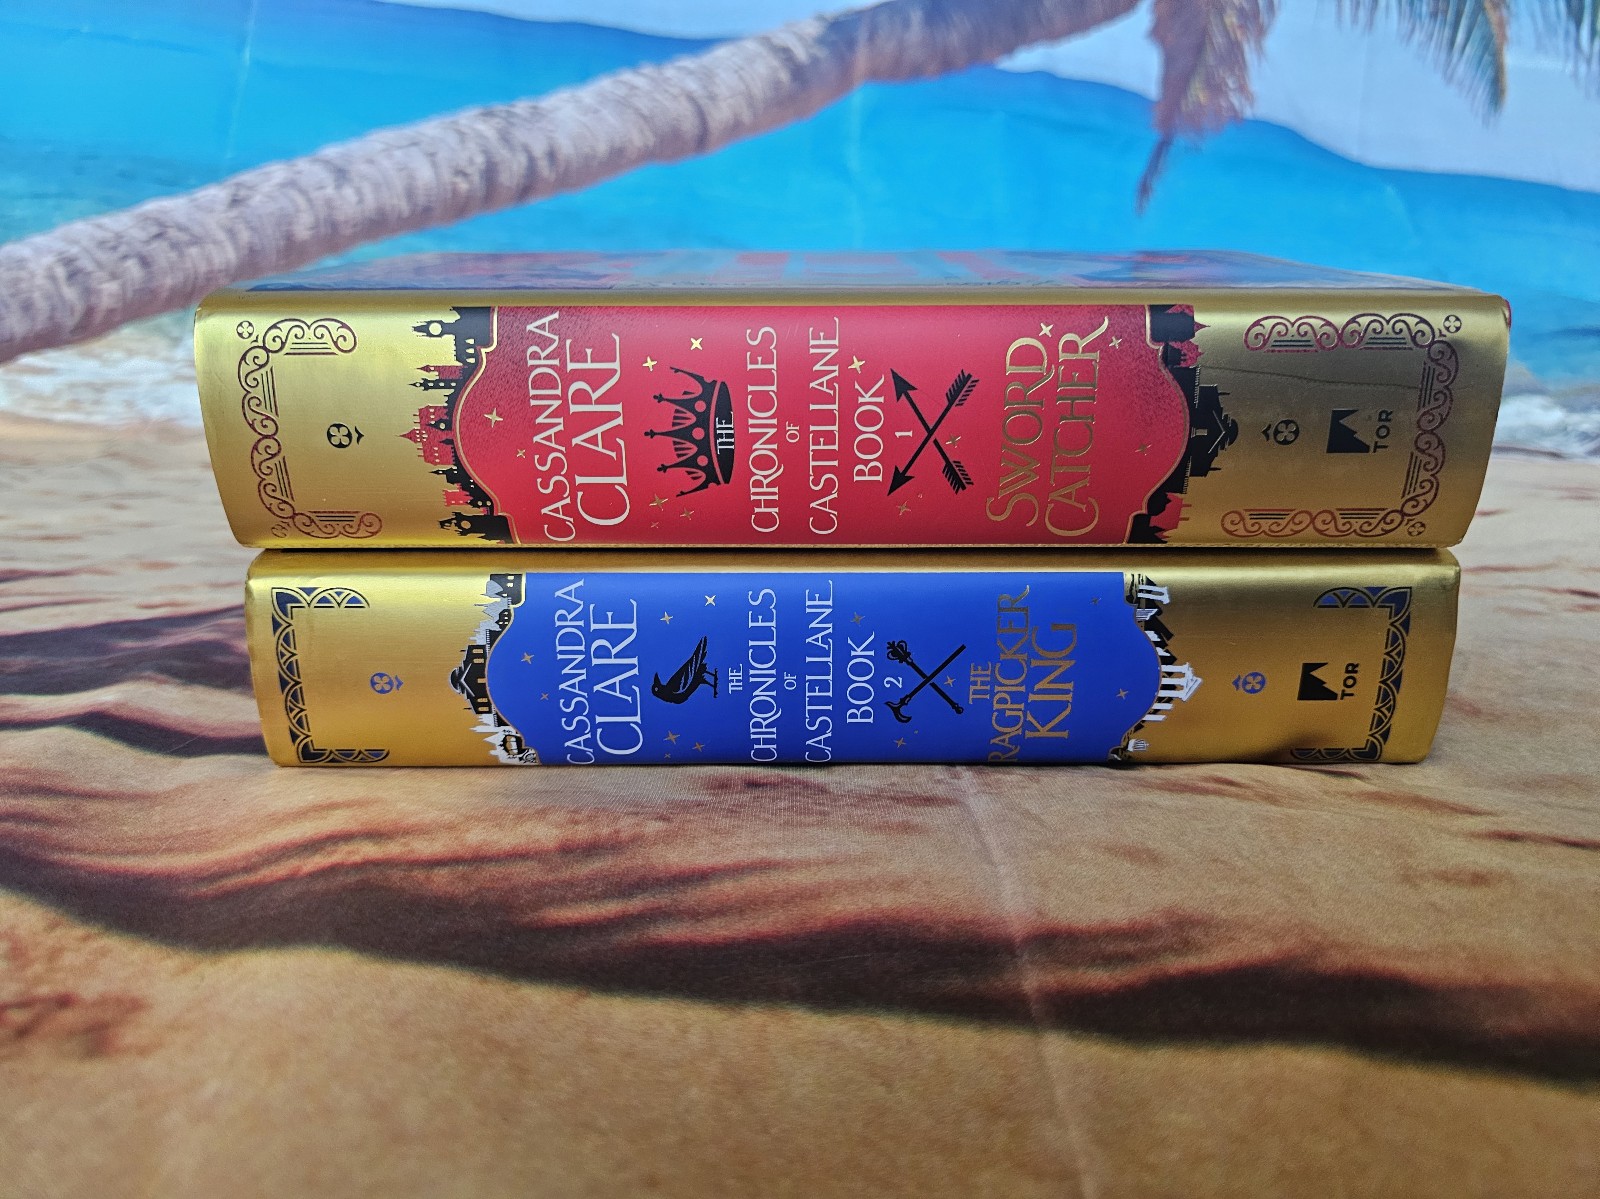 CASSANDRA
CLARE
THE
CHRONICLES
OF
CASTELLANE
BOOK
1
SWORD
CATCHER
TOR
CASSANDRA
CLARE
THE
CHRONICLES
OF
CASTELLANE
BOOK
2
THE
RAGPICKER
KING
TOR